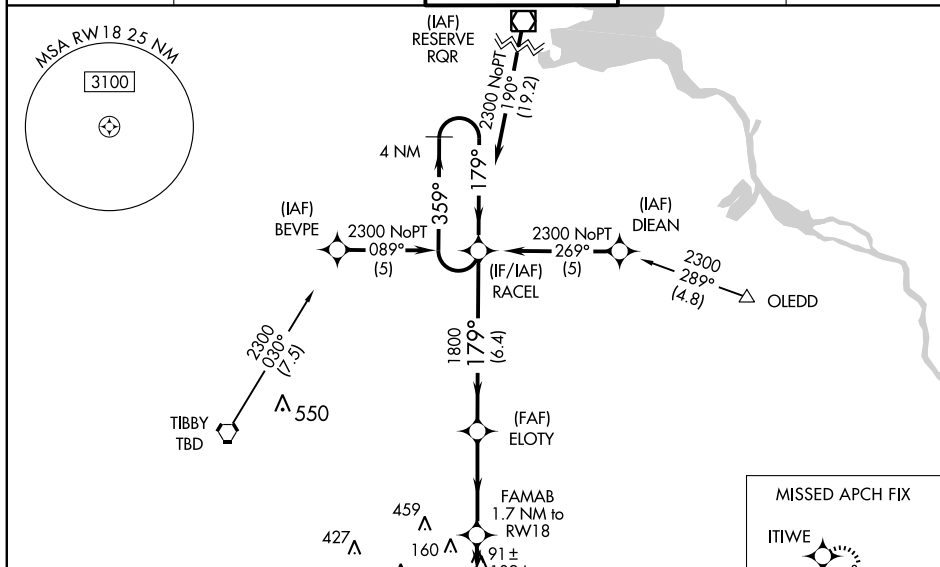 (IAF)
RESERVE
RQR
MSA RW18 25 NM
3100
2300 NoPT
190°
(19.2)
4 NM
359°
179°
(IAF)
BEVPE
2300 NoPT
089°
(5)
(IF/IAF)
RACEL
2300 NoPT
269°
(5)
(IAF)
DIEAN
2300
289°
(4.8)
OLEDD
2300
030°
(7.5)
1800
179°
(6.4)
TIBBY
TBD
550
(FAF)
ELOTY
FAMAB
1.7 NM to
RW18
459
427
160
91±
MISSED APCH FIX
ITIWE